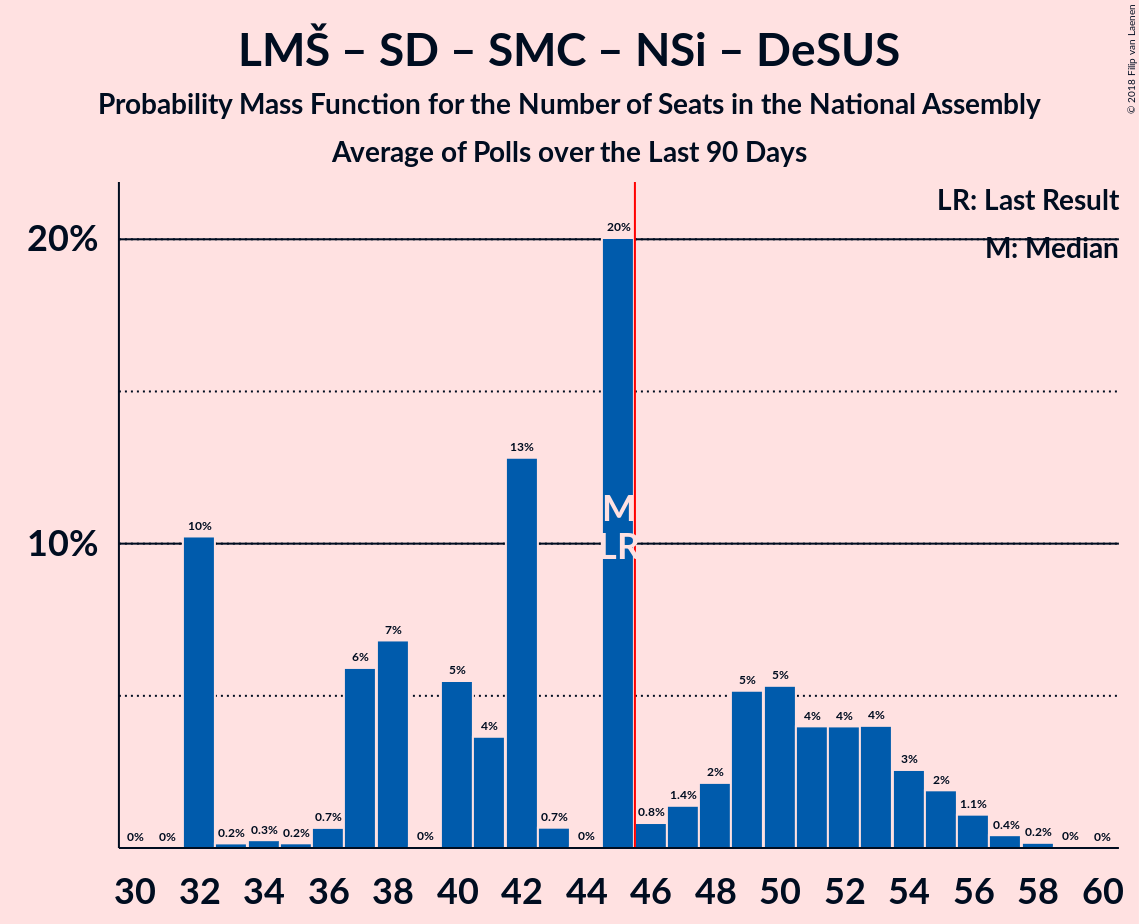 LMŠ – SD – SMC – NSi – DeSUS
Probability Mass Function for the Number of Seats in the National Assembly
Average of Polls over the Last 90 Days
© 2018 Filip van Laenen
LR: Last Result
M: Median
20%
10%
0% 0% 10% 0.2% 0.3% 0.2% 0.7% 6% 7% 0% 5% 4% 13% 0.7% 0% 20% 0.8% 1.4% 2% 5% 5% 4% 4% 4% 3% 2% 1.1% 0.4% 0.2% 0% 0%
M
LR
30 32 34 36 38 40 42 44 46 48 50 52 54 56 58 60